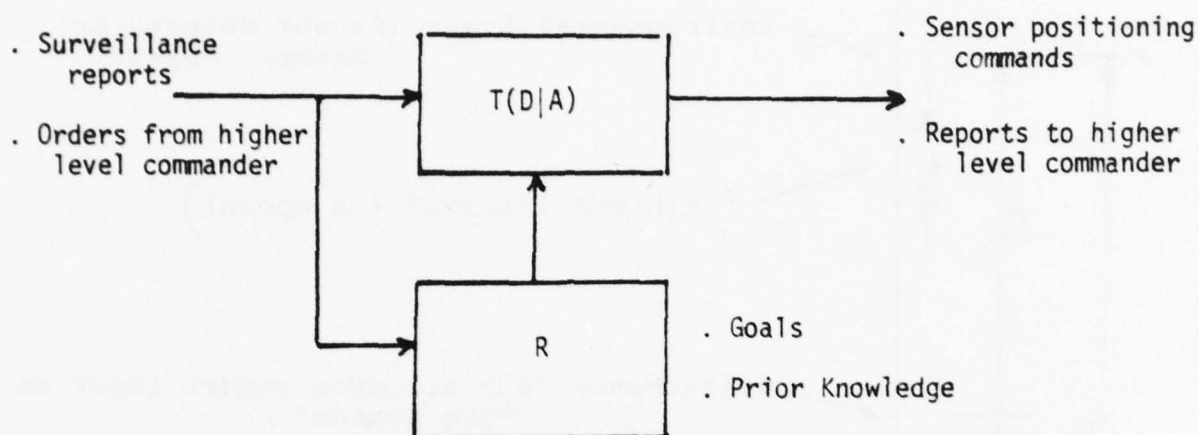 . Surveillance
reports
. Orders from higher
level commander
T(D|A)
. Sensor positioning
commands
. Reports to higher
level commander
R
. Goals
. Prior Knowledge